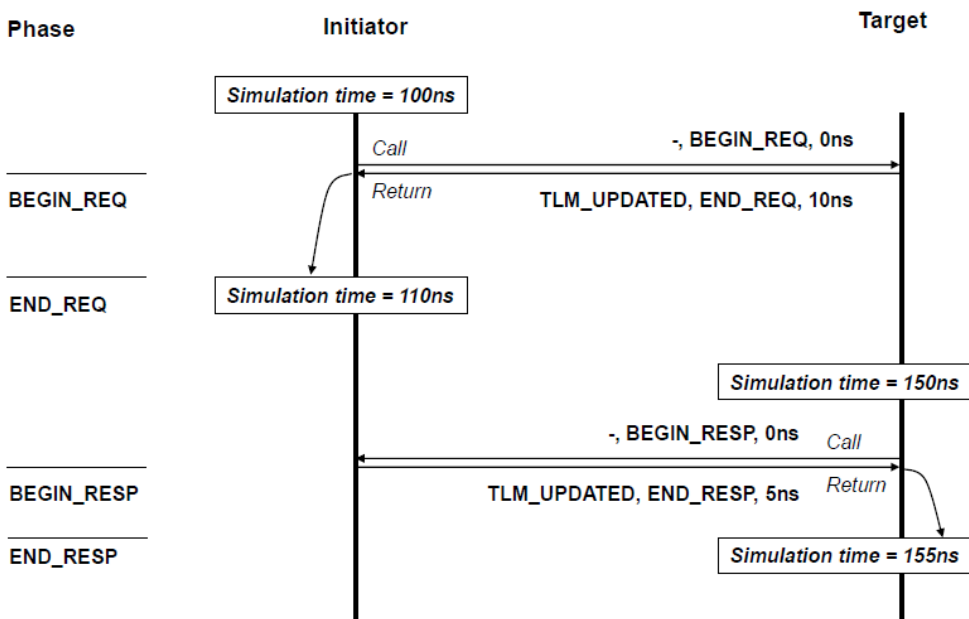 Phase
Initiator
Target
Simulation time = 100ns
-, BEGIN_REQ, 0ns
Call
BEGIN_REQ
Return
TLM_UPDATED, END_REQ, 10ns
END_REQ
Simulation time = 110ns
Simulation time = 150ns
-, BEGIN_RESP, 0ns
Call
BEGIN_RESP
TLM_UPDATED, END_RESP, 5ns
Return
END_RESP
Simulation time = 155ns